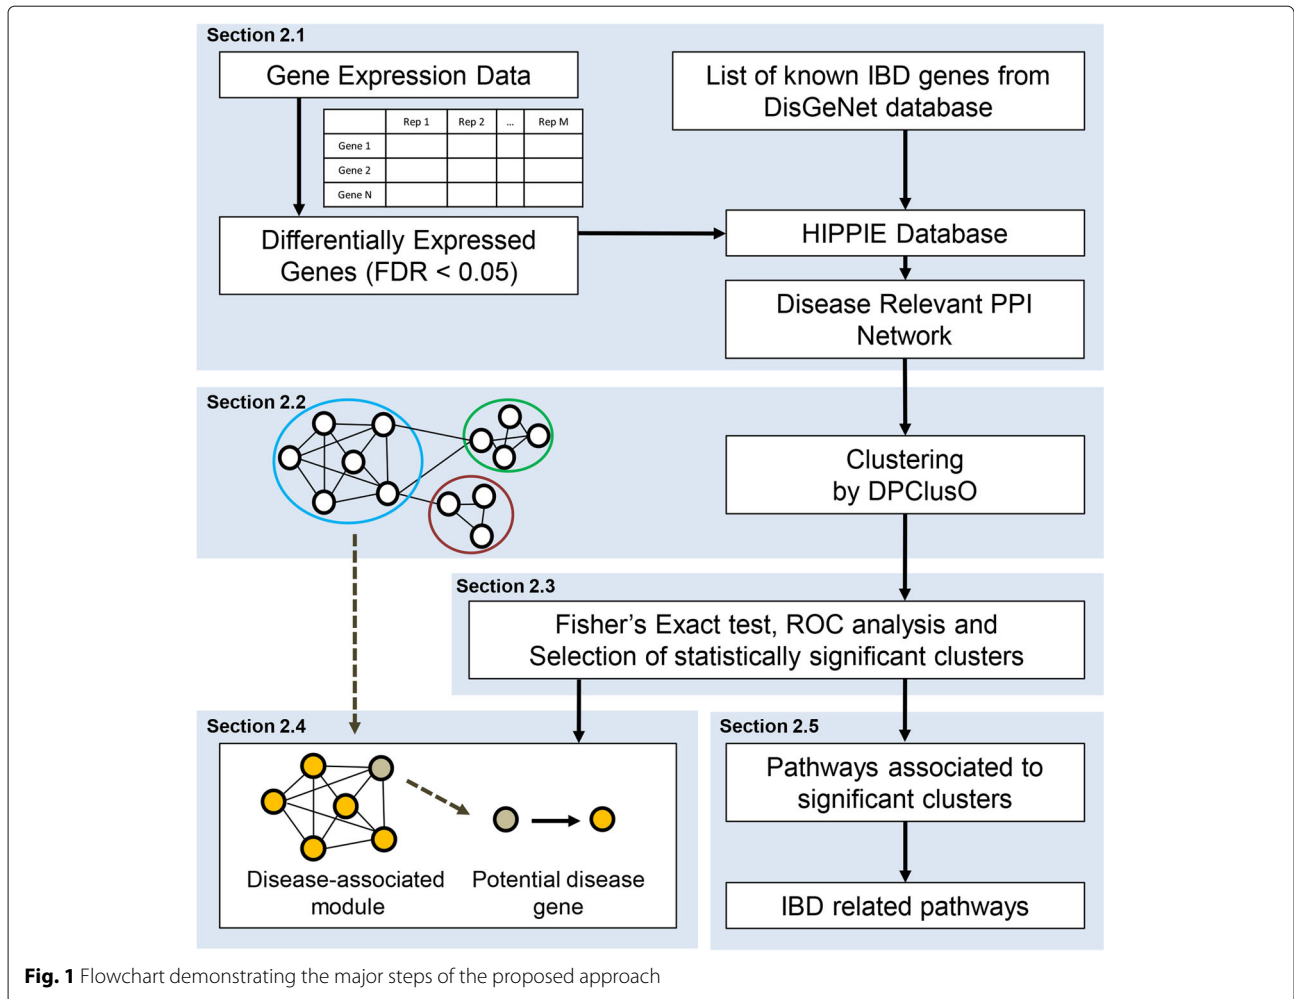 Section 2.1
Gene Expression Data
List of known IBD genes from
DisGeNet database
Rep 1 Rep 2 ... Rep M
Gene 1
Gene 2
Gene N
Differentially Expressed
Genes (FDR < 0.05)
HIPPIE Database
Disease Relevant PPI
Network
Section 2.2
Clustering
by DPClusO
Section 2.3
Fisher's Exact test, ROC analysis and
Selection of statistically significant clusters
Section 2.4
Disease-associated
module
Potential disease
gene
Section 2.5
Pathways associated to
significant clusters
IBD related pathways
Fig. 1 Flowchart demonstrating the major steps of the proposed approach